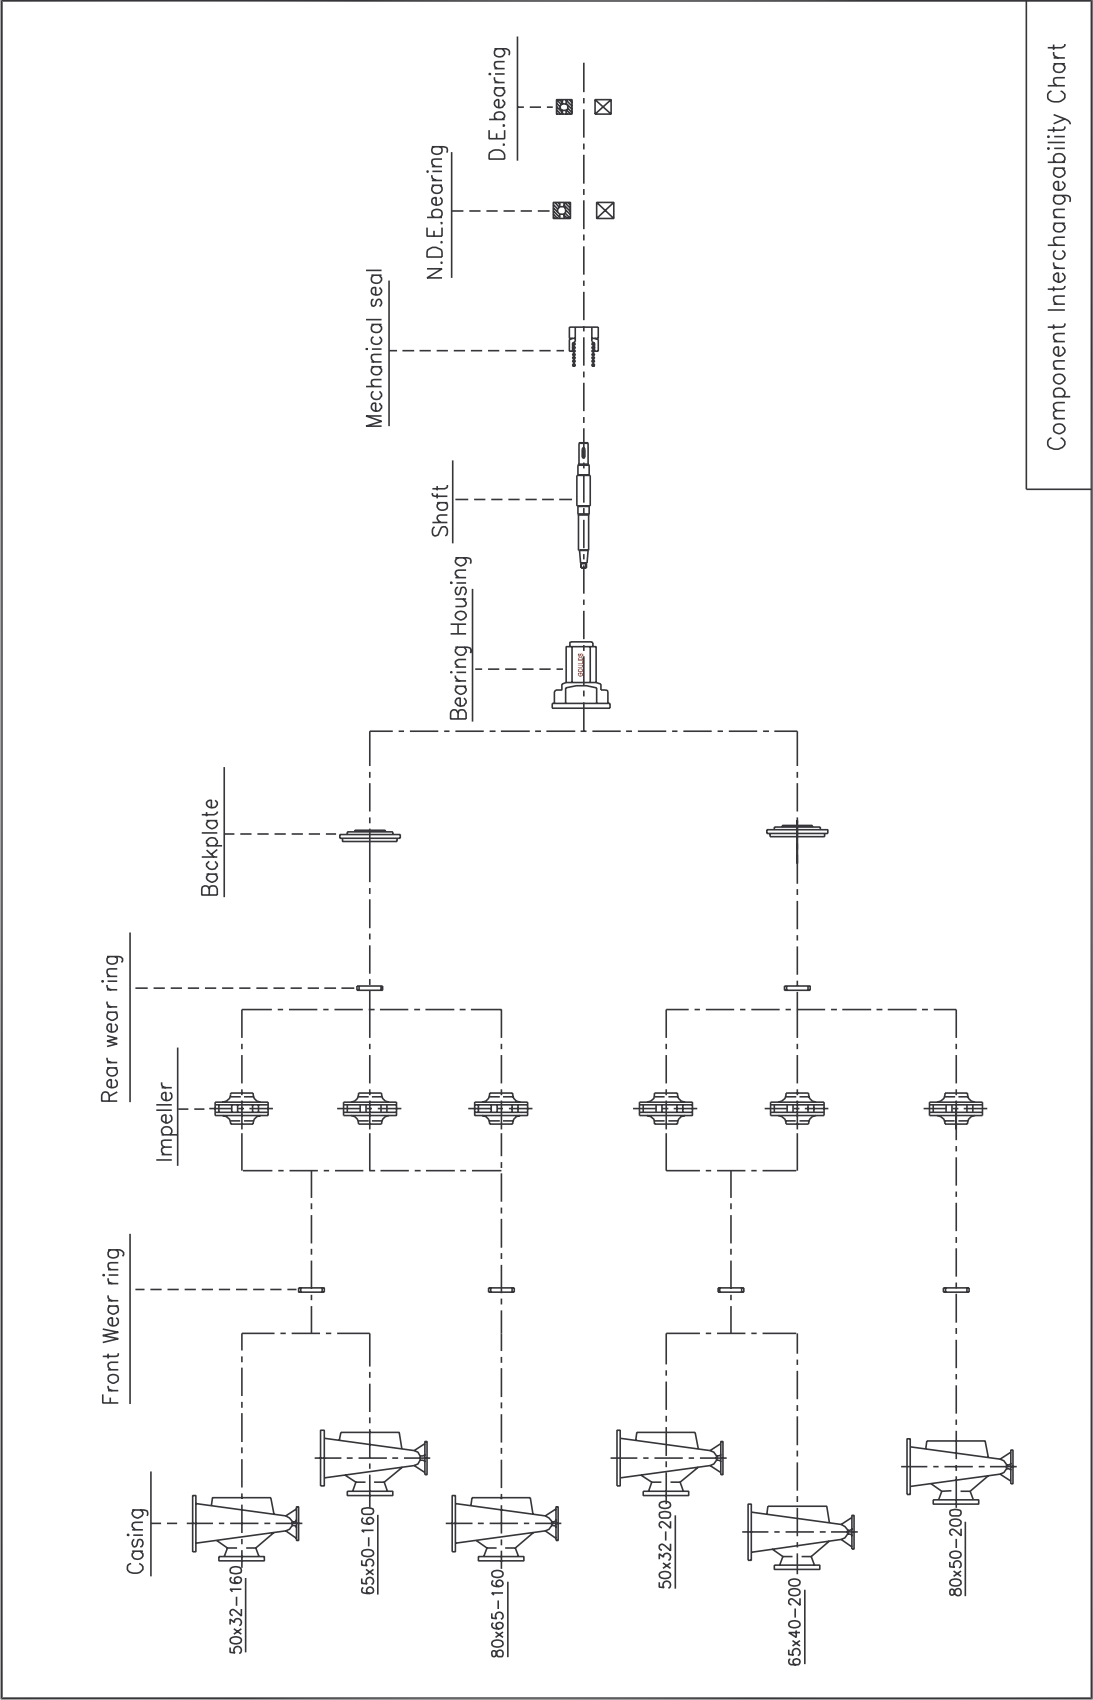 Casing
Front Wear ring
Impeller
Rear wear ring
Backplate
Bearing Housing
Shaft
Mechanical seal
N.D.E.bearing
D.E.bearing
GOULDS
50x32-160
65x50-160
80x65-160
50x32-200
65x40-200
80x50-200
Component Interchangeability Chart